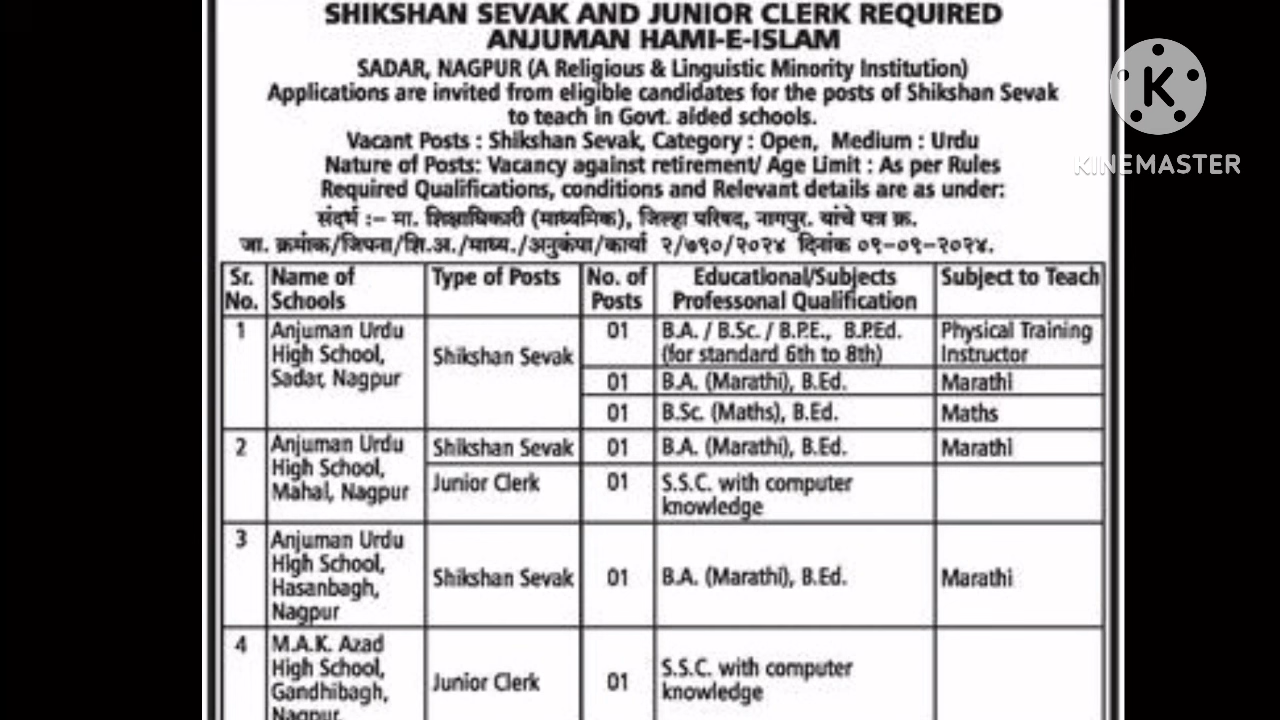 SHIKSHAN SEVAK AND JUNIOR CLERK REQUIRED
ANJUMAN HAMI-E-ISLAM
SADAR, NAGPUR (A Religious & Linguistic Minority Institution)
Applications are invited from eligible candidates for the posts of Shikshan Sevak
to teach in Govt. aided schools.
Vacant Posts : Shikshan Sevak, Category : Open, Medium : Urdu
Nature of Posts: Vacancy against retirement/ Age Limit : As per Rules
Required Qualifications, conditions and Relevant details are as under:
संदर्भ :- मा. शिक्षाधिकारी (माध्यमिक), जिल्हा परिषद, नागपुर. यांचे पत्र क्र.
जा. क्रमांक/जिपना/शि.अ./माध्य./अनुकंपा/कार्या २/७९०/२०२४ दिनांक ०९-०९-२०२४.
Sr. No. Name of Schools Type of Posts No. of Posts Educational/Subjects Professonal Qualification Subject to Teach
1 Anjuman Urdu High School, Sadar, Nagpur Shikshan Sevak 01 B.A. / B.Sc. / B.P.E., B.P.Ed. (for standard 6th to 8th) Physical Training Instructor
01 B.A. (Marathi), B.Ed. Marathi
01 B.Sc. (Maths), B.Ed. Maths
2 Anjuman Urdu High School, Mahal, Nagpur Shikshan Sevak 01 B.A. (Marathi), B.Ed. Marathi
Junior Clerk 01 S.S.C. with computer knowledge
3 Anjuman Urdu High School, Hasanbagh, Nagpur Shikshan Sevak 01 B.A. (Marathi), B.Ed. Marathi
4 M.A.K. Azad High School, Gandhibagh, Nagpur. Junior Clerk 01 S.S.C. with computer knowledge
K
KINEMASTER